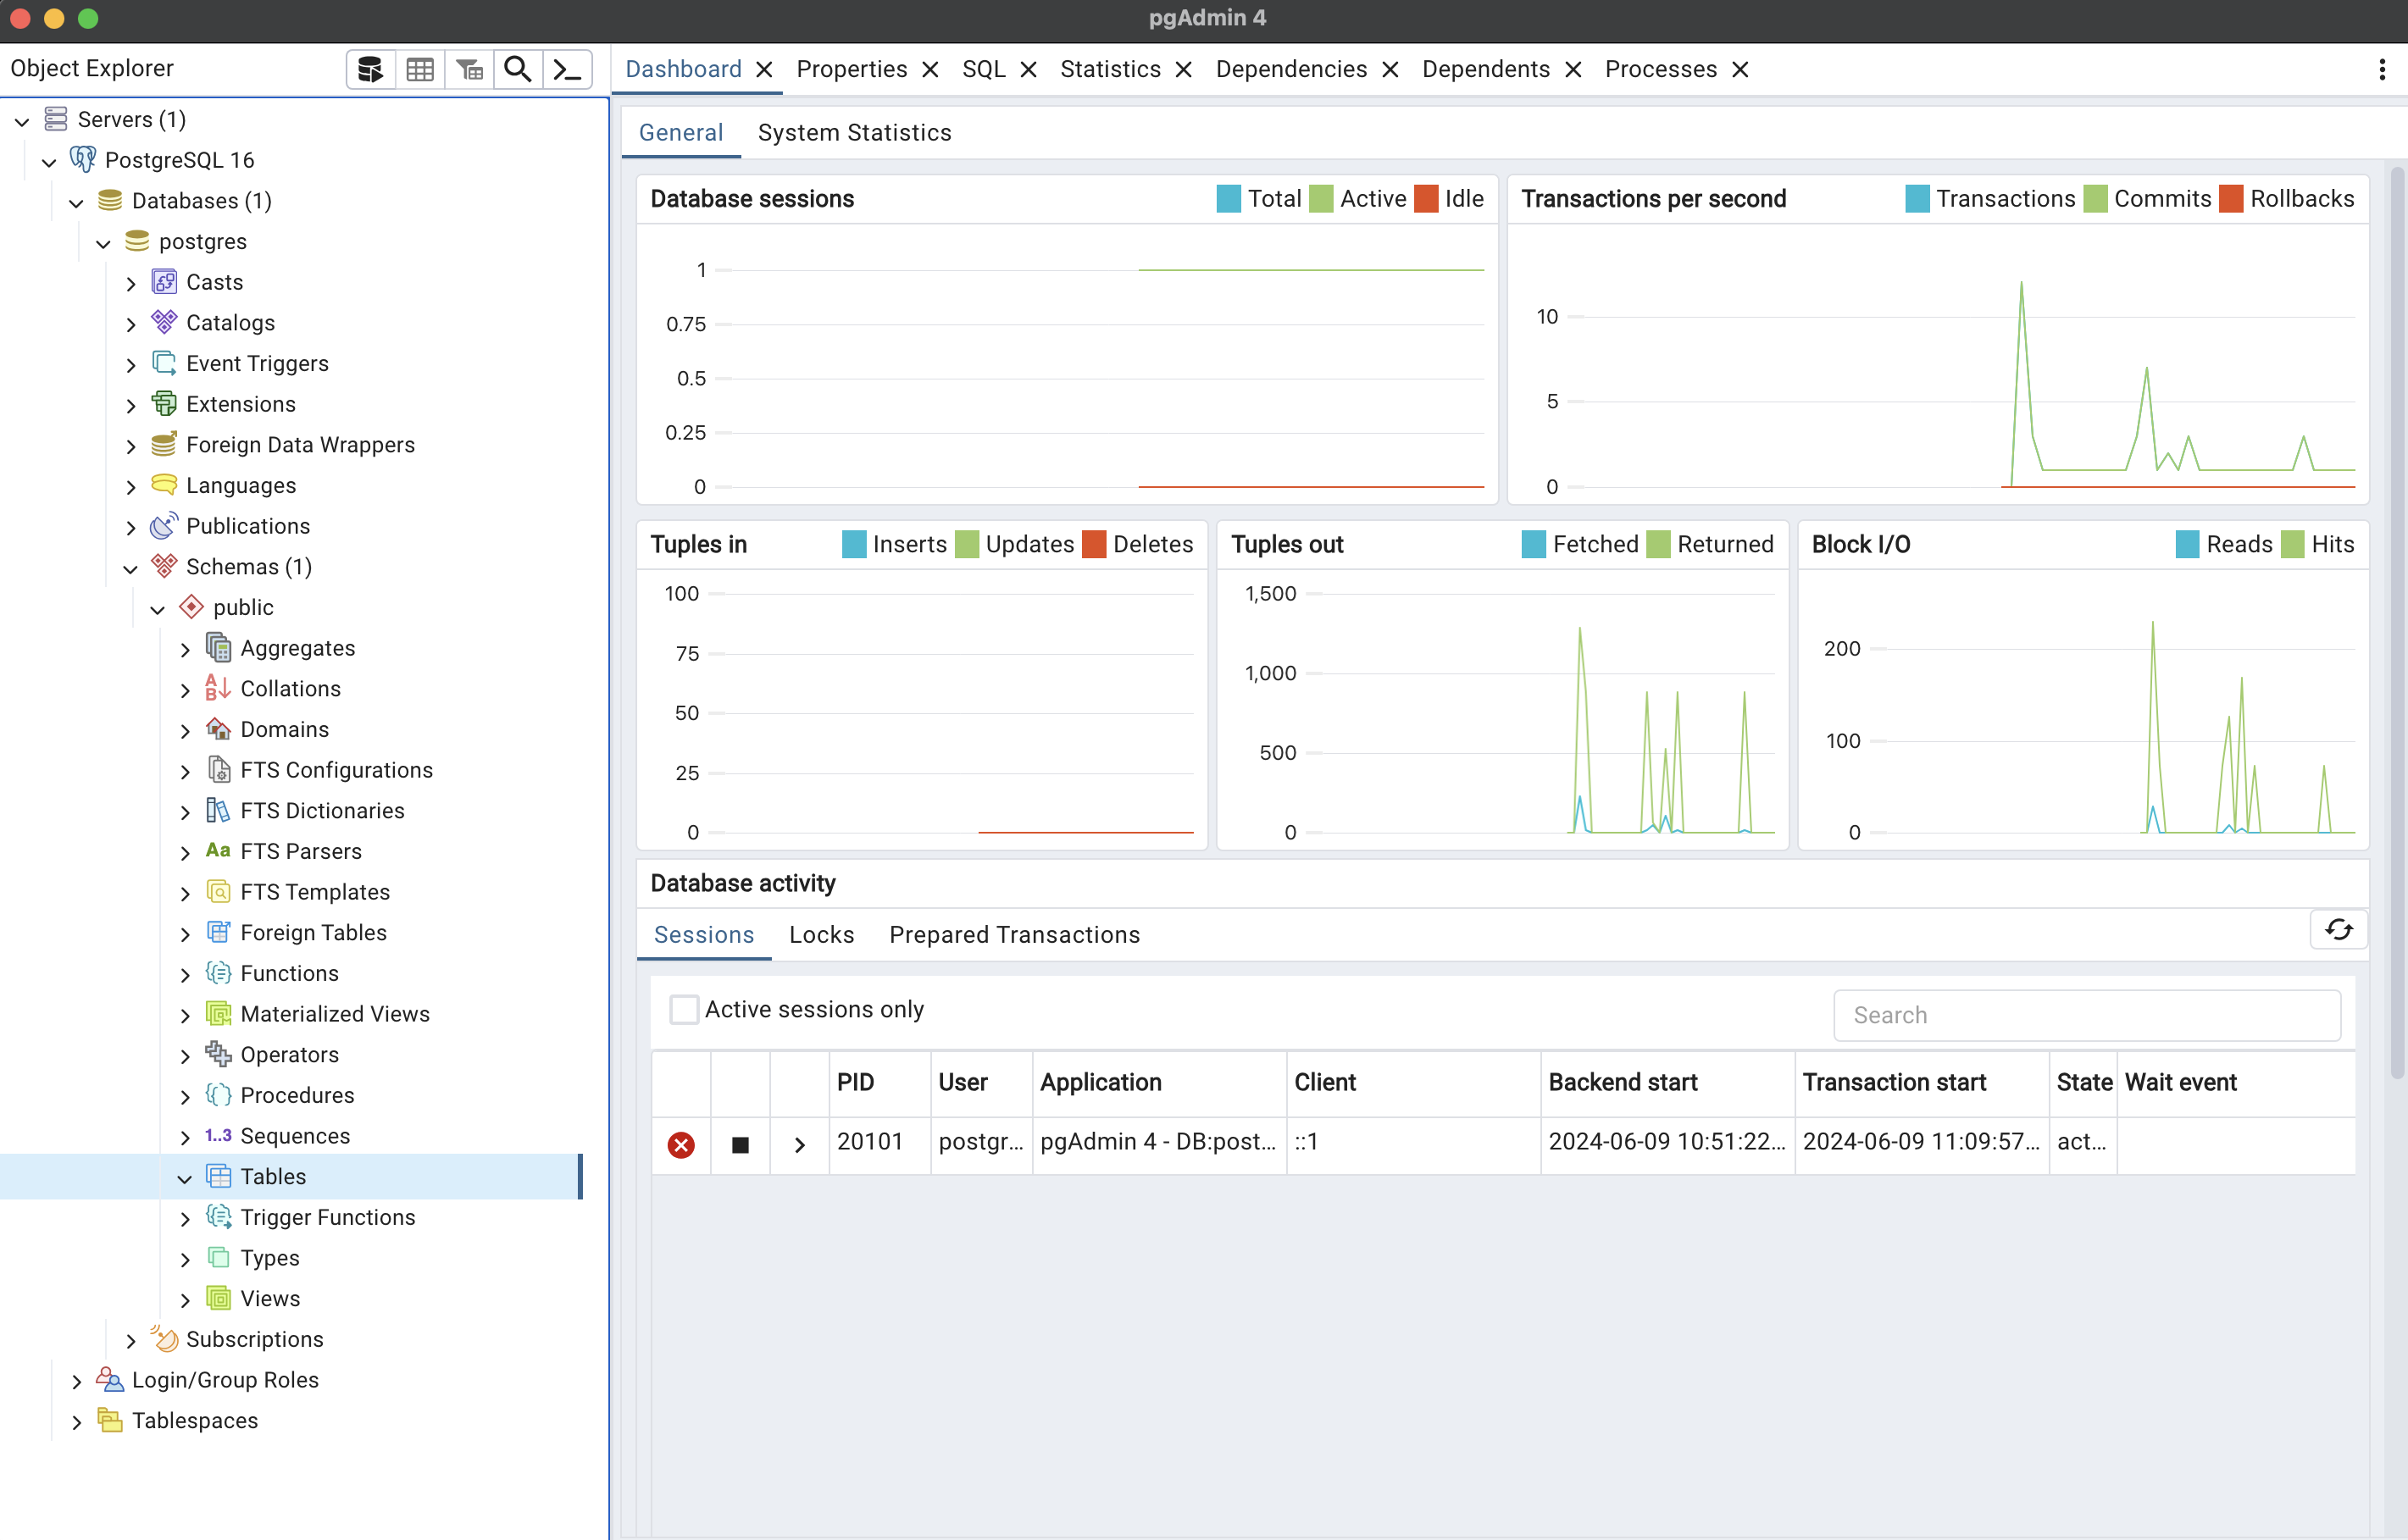 pgAdmin 4
Object Explorer
Dashboard Properties SQL Statistics Dependencies Dependents Processes
Servers (1)
PostgreSQL 16
Databases (1)
postgres
Casts
Catalogs
Event Triggers
Extensions
Foreign Data Wrappers
Languages
Publications
Schemas (1)
public
Aggregates
Collations
Domains
FTS Configurations
FTS Dictionaries
Aa FTS Parsers
FTS Templates
Foreign Tables
Functions
Materialized Views
Operators
Procedures
1..3 Sequences
Tables
Trigger Functions
Types
Views
Subscriptions
Login/Group Roles
Tablespaces
General System Statistics
Database sessions Total Active Idle
1
0.75
0.5
0.25
0
Transactions per second Transactions Commits Rollbacks
10
5
0
Tuples in Inserts Updates Deletes
100
75
50
25
0
Tuples out Fetched Returned
1,500
1,000
500
0
Block I/O Reads Hits
200
100
0
Database activity
Sessions Locks Prepared Transactions
Active sessions only Search
PID User Application Client Backend start Transaction start State Wait event
20101 postgr... pgAdmin 4 - DB:post... ::1 2024-06-09 10:51:22... 2024-06-09 11:09:57... act...